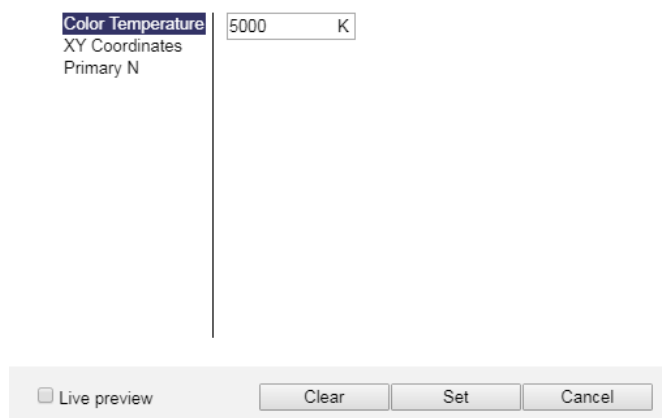 Color Temperature
5000 K
XY Coordinates
Primary N
Live preview
Clear
Set
Cancel